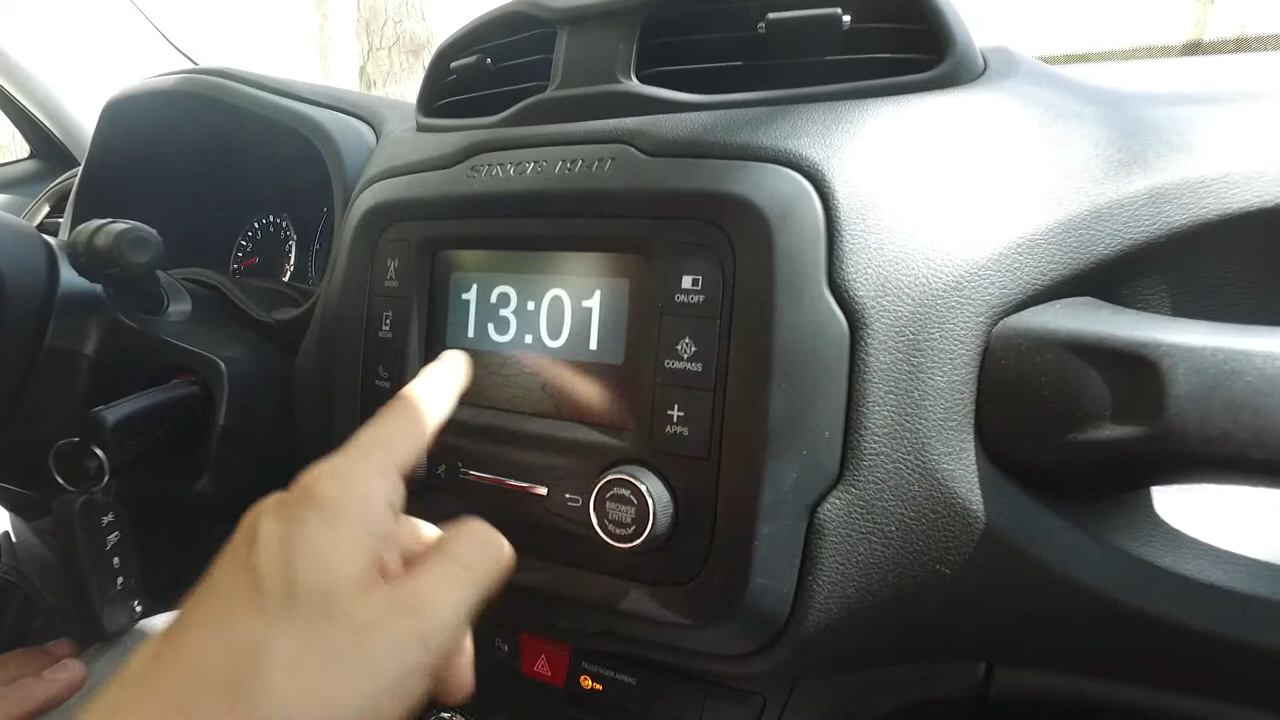 SINCE 1941
RADIO
MEDIA
PHONE
13:01
ON/OFF
N
COMPASS
APPS
TUNE
BROWSE
ENTER
SCROLL
PASSENGER AIRBAG
ON